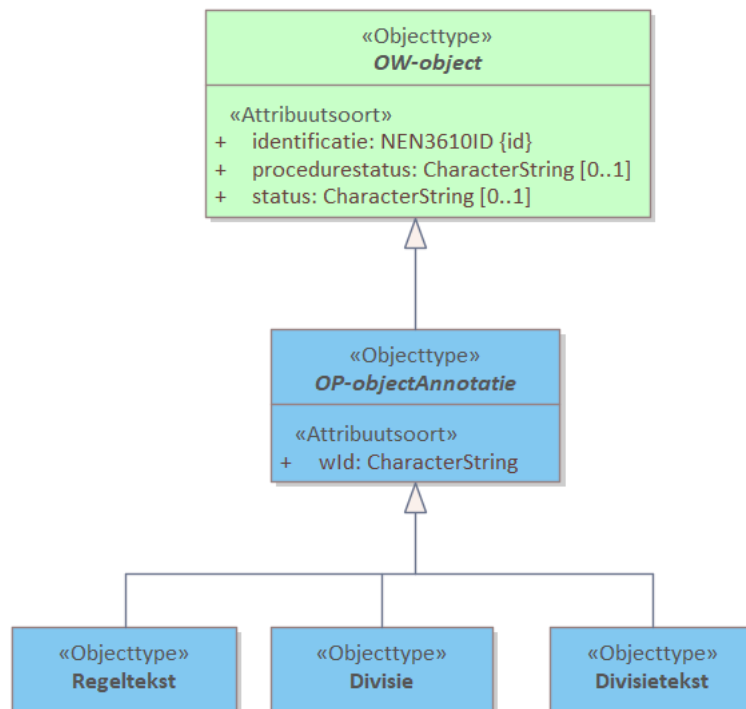 «Objecttype»
OW-object
«Attribuutsoort»
+ identificatie: NEN3610ID {id}
+ procedurestatus: CharacterString [0..1]
+ status: CharacterString [0..1]
«Objecttype»
OP-objectAnnotatie
«Attribuutsoort»
+ wId: CharacterString
«Objecttype»
Regeltekst
«Objecttype»
Divisie
«Objecttype»
Divisietekst